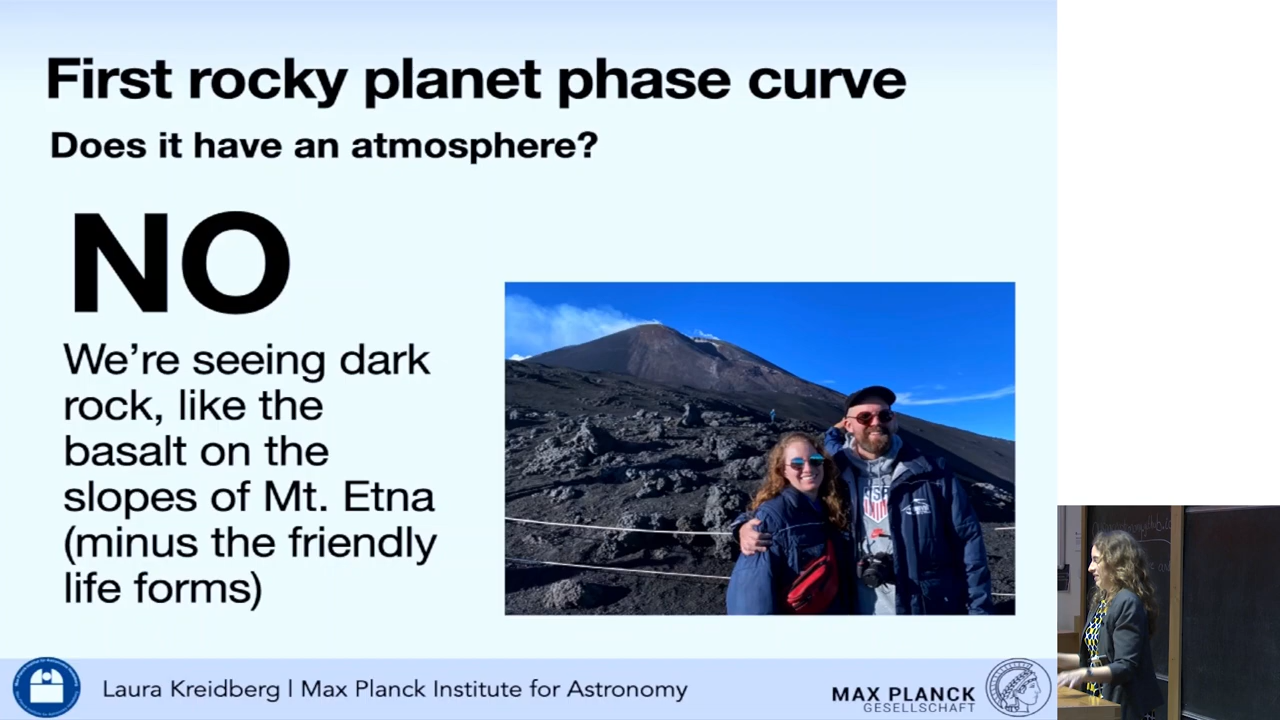 First rocky planet phase curve
Does it have an atmosphere?
NO
We're seeing dark
rock, like the
basalt on the
slopes of Mt. Etna
(minus the friendly
life forms)
Laura Kreidberg | Max Planck Institute for Astronomy
MAX PLANCK
GESELLSCHAFT